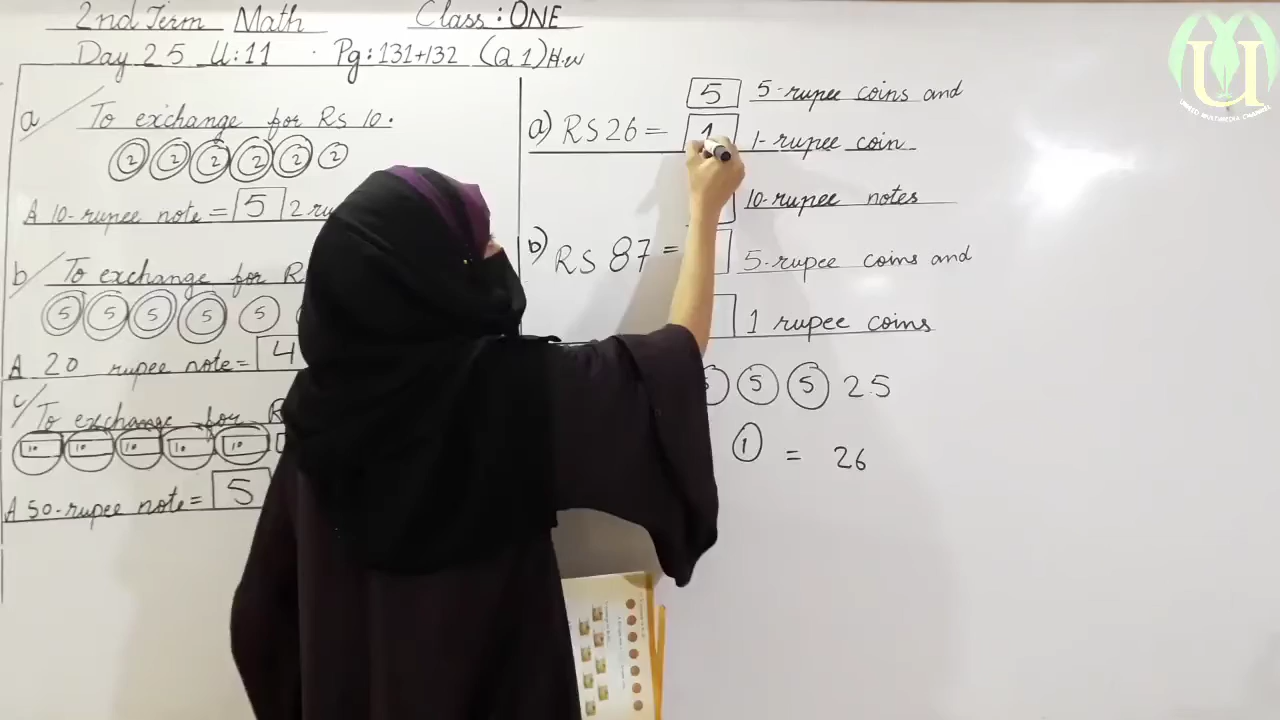 2nd Term Math Class: ONE
Day 25 U:11 · Pg: 131+132 (Q1) H.W
a/ To exchange for Rs 10.
2 2 2 2 2 2
A 10-rupee note = 5 2
b/ To exchange for R
5 5 5 5 5
A 20 rupee note = 4
c/ To exchange for
10 10 10 10 10
A 50-rupee note = 5
5 5-rupee coins and
a) RS 26 = 1 1-rupee coin
10-rupee notes
b) RS 87 = 5-rupee coins and
1 rupee coins
5 5 5 25
1 = 26
U
UNITED MULTIMEDIA CHANNEL